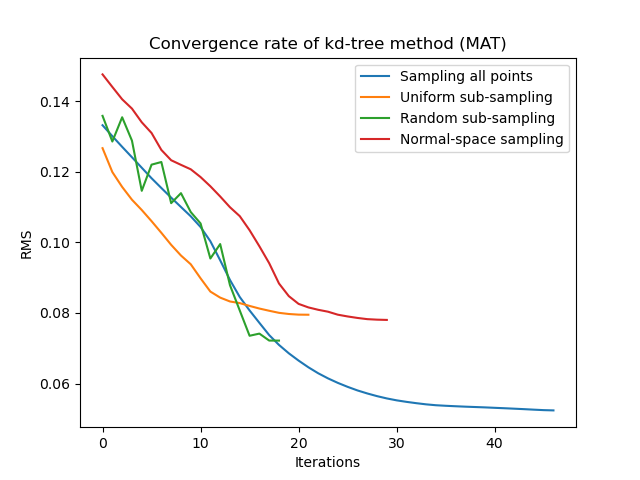 Convergence rate of kd-tree method (MAT)
Sampling all points
Uniform sub-sampling
Random sub-sampling
Normal-space sampling
0.14
0.12
0.10
0.08
0.06
RMS
0 10 20 30 40
Iterations